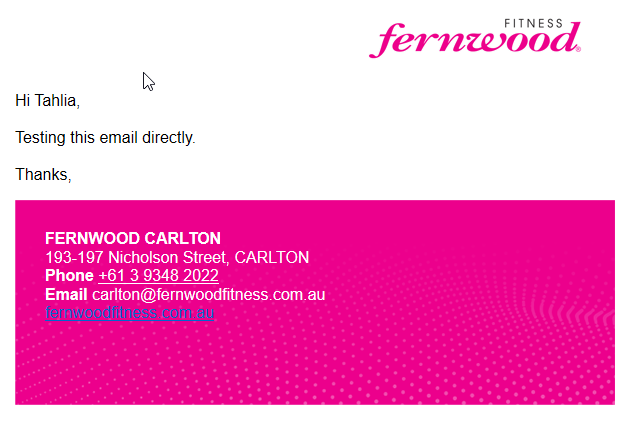 FITNESS
fernwood®
Hi Tahlia,
Testing this email directly.
Thanks,
FERNWOOD CARLTON
193-197 Nicholson Street, CARLTON
Phone +61 3 9348 2022
Email carlton@fernwoodfitness.com.au
fernwoodfitness.com.au